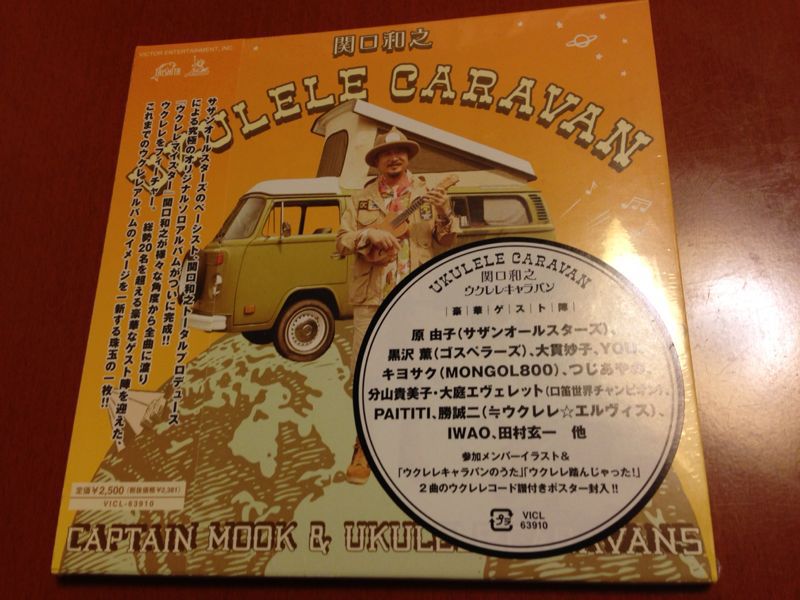 VICTOR ENTERTAINMENT, INC.
TAISHITA
関口和之
UKULELE CARAVAN
サザンオールスターズのベーシスト、関口和之トータルプロデュース
による究極のオリジナルソロアルバムがついに完成!!
『ウクレレマイスター』関口和之が様々な角度から全曲に渡り
ウクレレをフィーチャー、総勢20名を超える豪華なゲスト陣を迎えた、
これまでのウクレレアルバムのイメージを一新する珠玉の一枚!!
定価¥2,500(税抜価格¥2,381)
VICL-63910
UKULELE CARAVAN
関口和之
ウクレレキャラバン
豪華ゲスト陣
原 由子(サザンオールスターズ)、
黒沢 薫(ゴスペラーズ)、大貫妙子、YOU、
キヨサク(MONGOL800)、つじあやの、
分山貴美子・大庭エヴェレット(口笛世界チャンピオン)、
PAITITI、勝誠二(≒ウクレレ☆エルヴィス)、
IWAO、田村玄一 他
参加メンバーイラスト&
「ウクレレキャラバンのうた」「ウクレレ踏んじゃった!」
2曲のウクレレコード譜付きポスター封入!!
プラ
VICL
63910
CAPTAIN MOOK & UKULELE CARAVANS